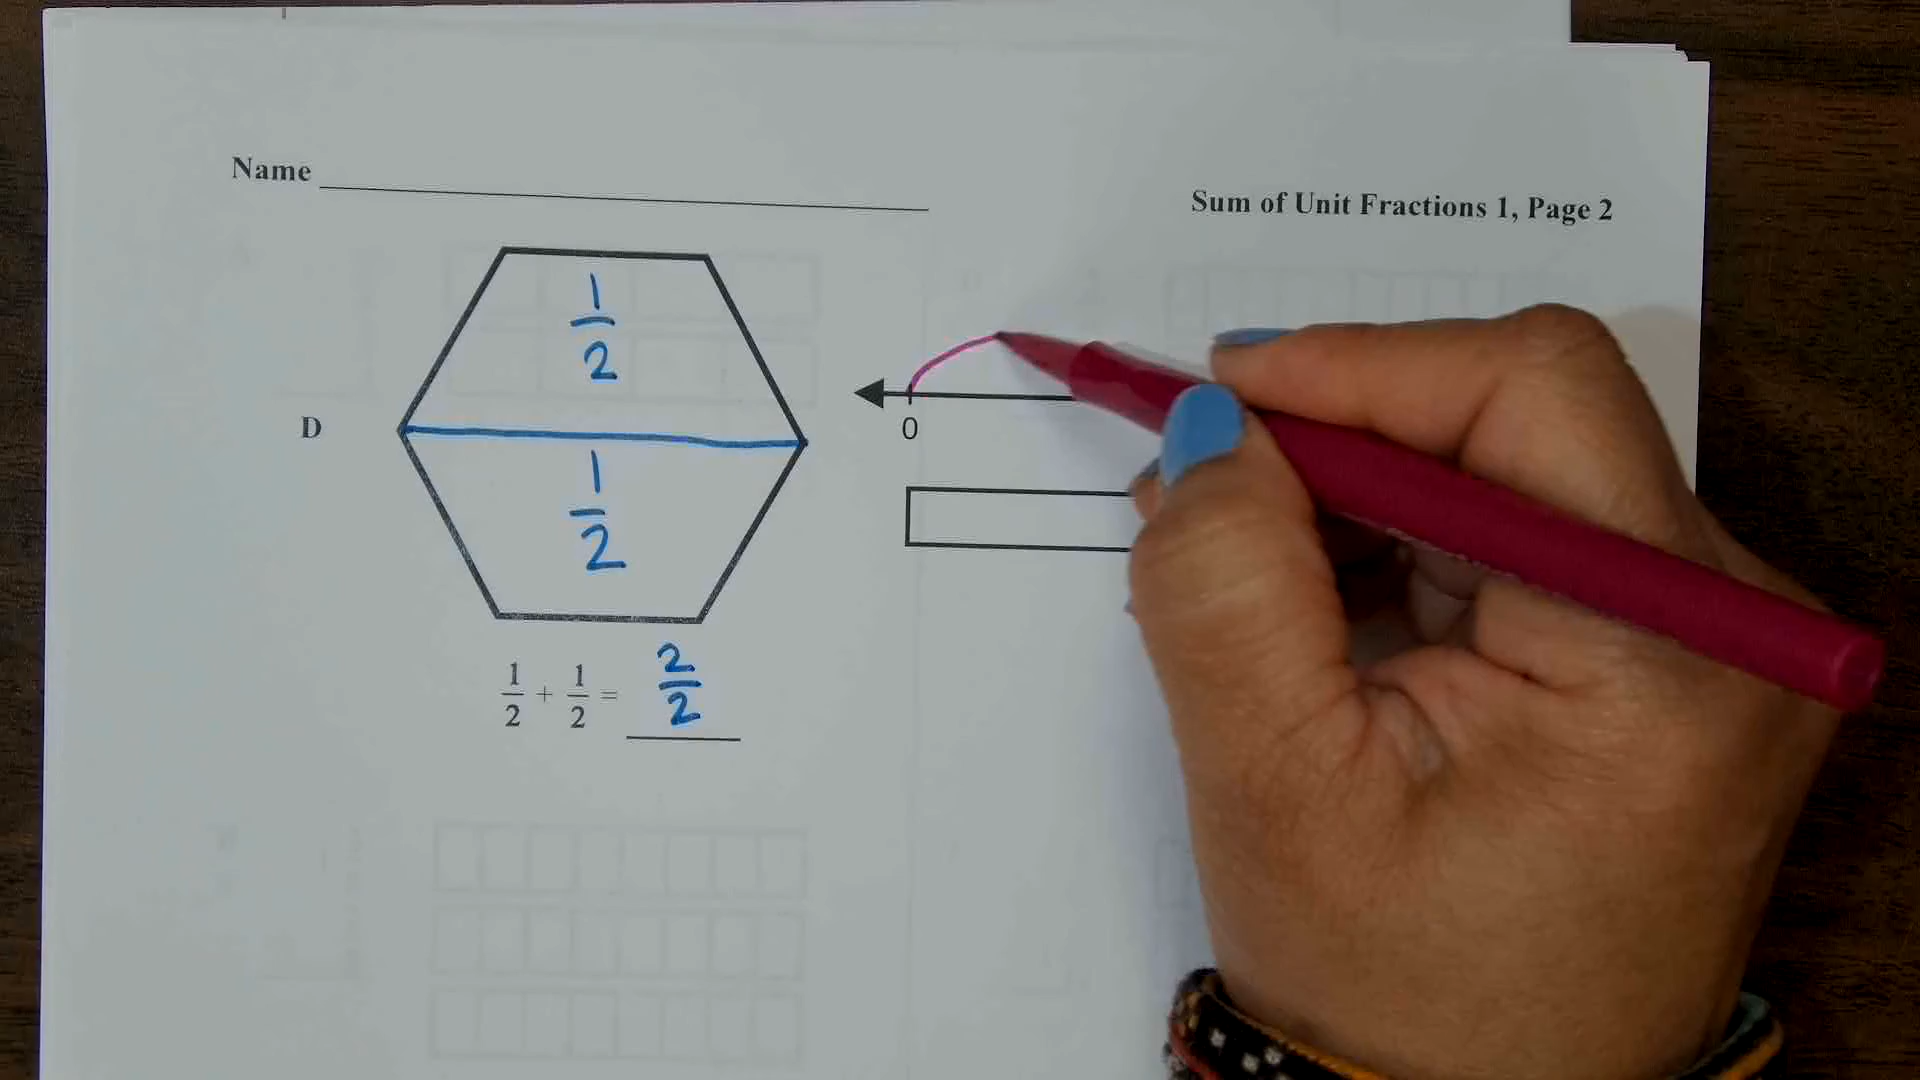 Name
Sum of Unit Fractions 1, Page 2
1/2
D
0
1/2
1/2 + 1/2 = 2/2